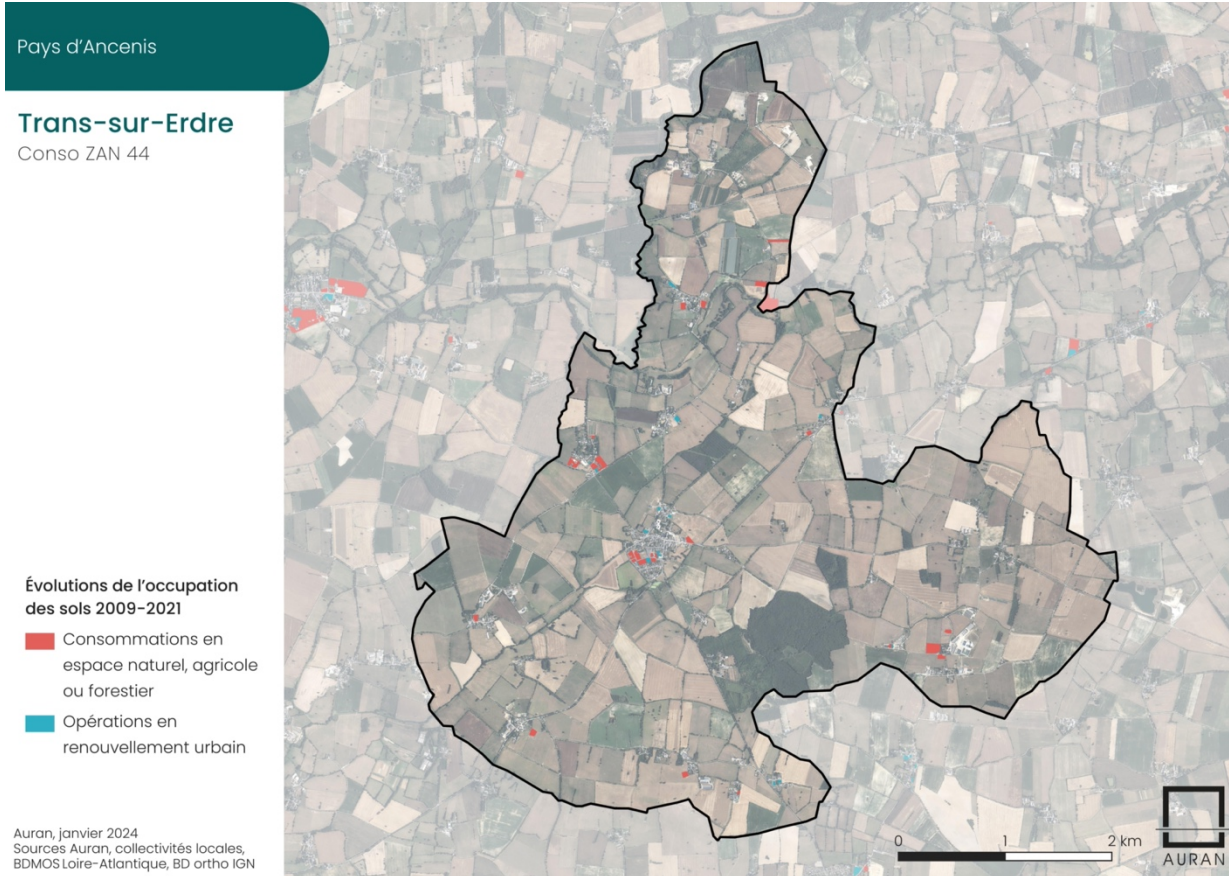 Pays d'Ancenis
Trans-sur-Erdre
Conso ZAN 44
Évolutions de l'occupation
des sols 2009-2021
Consommations en
espace naturel, agricole
ou forestier
Opérations en
renouvellement urbain
Auran, janvier 2024
Sources Auran, collectivités locales,
BDMOS Loire-Atlantique, BD ortho IGN
0 1 2 km
AURAN